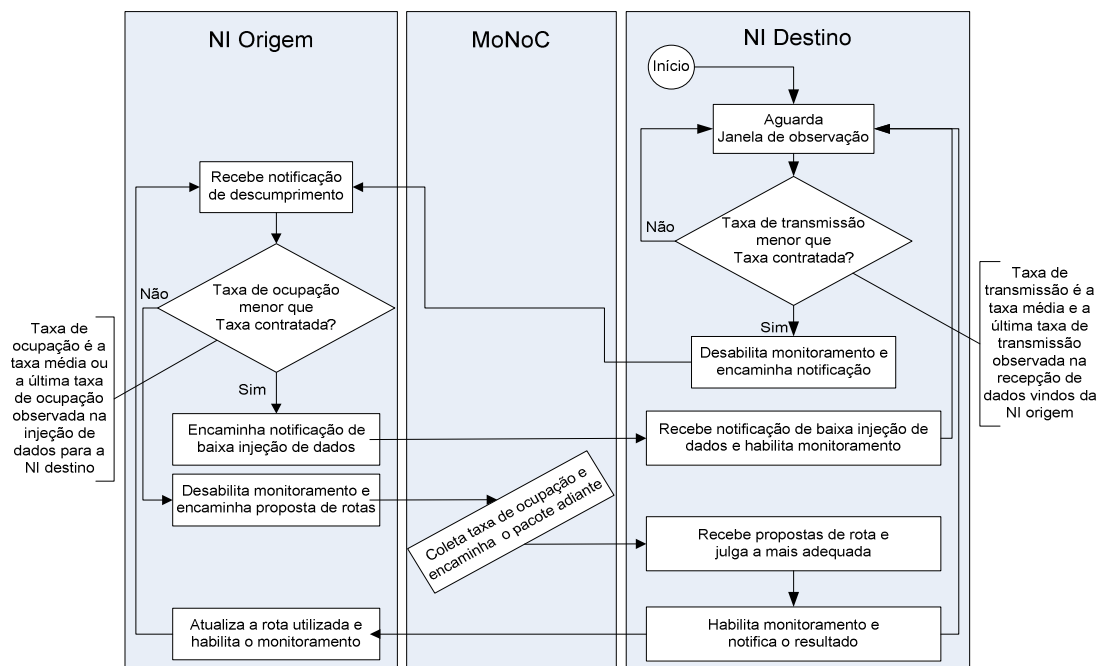 NI Origem
MoNoC
NI Destino
Início
Aguarda
Janela de observação
Recebe notificação
de descumprimento
Não
Taxa de transmissão
menor que
Taxa contratada?
Taxa de
transmissão é a
taxa média e a
última taxa de
transmissão
observada na
recepção de
dados vindos da
NI origem
Não
Taxa de ocupação
menor que
Taxa contratada?
Taxa de
ocupação é a
taxa média ou
a última taxa
de ocupação
observada na
injeção de
dados para a
NI destino
Sim
Desabilita monitoramento e
encaminha notificação
Sim
Encaminha notificação de
baixa injeção de dados
Recebe notificação de baixa injeção de
dados e habilita monitoramento
Desabilita monitoramento e
encaminha proposta de rotas
Coleta taxa de ocupação e
encaminha o pacote adiante
Recebe propostas de rota e
julga a mais adequada
Atualiza a rota utilizada e
habilita o monitoramento
Habilita monitoramento e
notifica o resultado